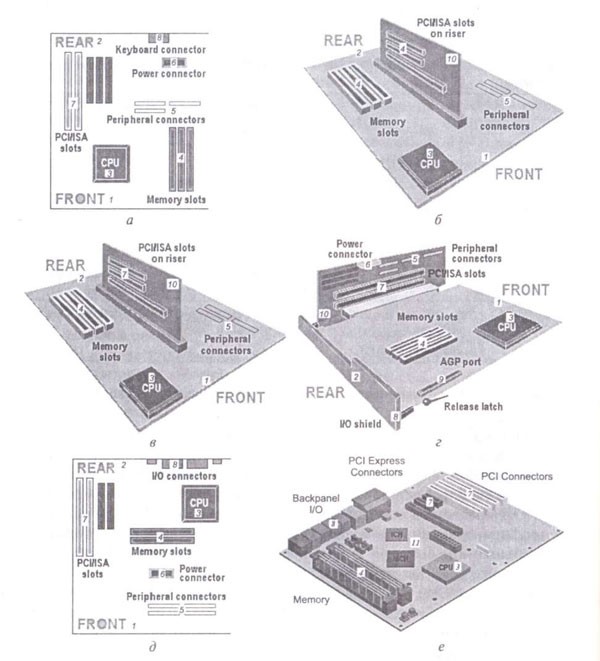 REAR 2
8
Keyboard connector
6
Power connector
7
5
Peripheral connectors
PCI/ISA
slots
CPU
3
4
FRONT 1
Memory slots
а
PCI/ISA slots
on riser
REAR
2
4
10
4
5
Memory
slots
Peripheral
connectors
3
CPU
1
FRONT
б
PCI/ISA slots
on riser
REAR
2
7
10
4
5
Memory
slots
Peripheral
connectors
3
CPU
1
FRONT
в
Power
connector
Peripheral
connectors
6
5
PCI/ISA slots
7
FRONT
1
10
Memory slots
3
CPU
4
AGP port
2
9
REAR
Release latch
8
I/O shield
г
REAR 2
8
I/O connectors
7
CPU
3
4
Memory slots
PCI/ISA
slots
6
Power
connector
Peripheral connectors
5
FRONT 1
д
PCI Express
Connectors
PCI Connectors
7
Backpanel
I/O
7
8
11
CPU
3
4
Memory
е